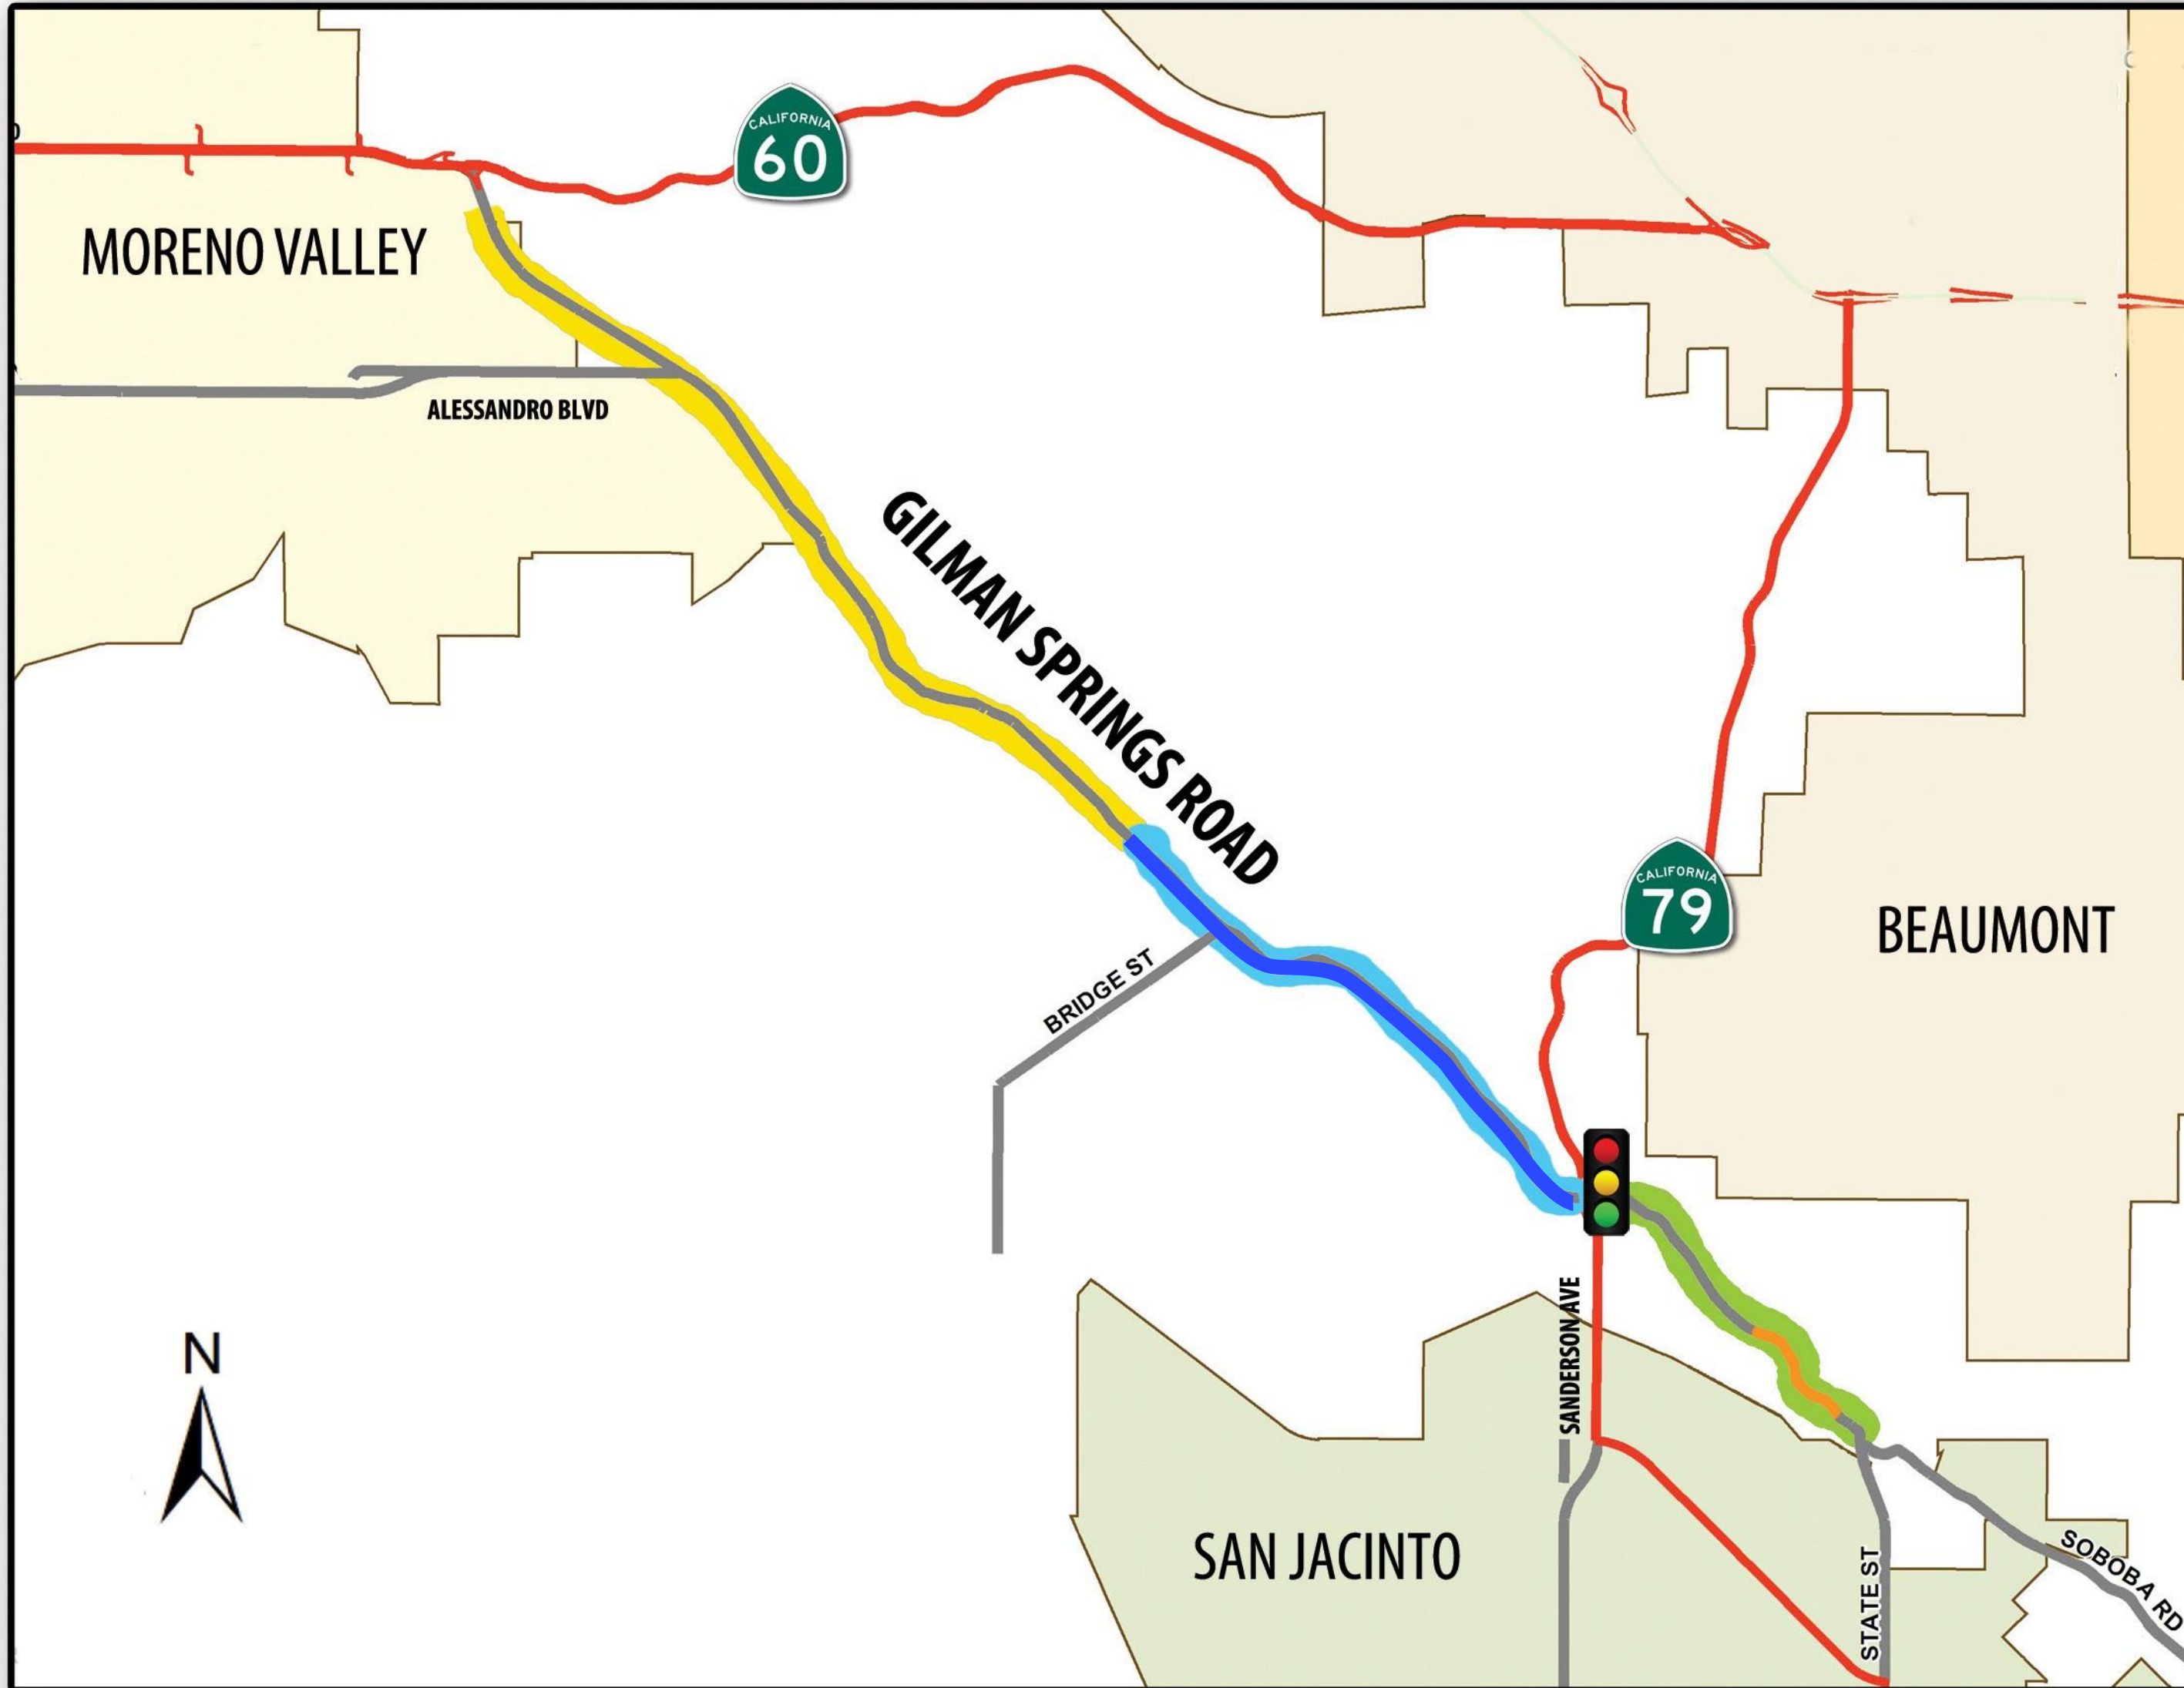 CALIFORNIA
60
MORENO VALLEY
ALESSANDRO BLVD
GILMAN SPRINGS ROAD
CALIFORNIA
79
BEAUMONT
BRIDGE ST
SANDERSON AVE
N
SAN JACINTO
STATE ST
SOBOBA RD